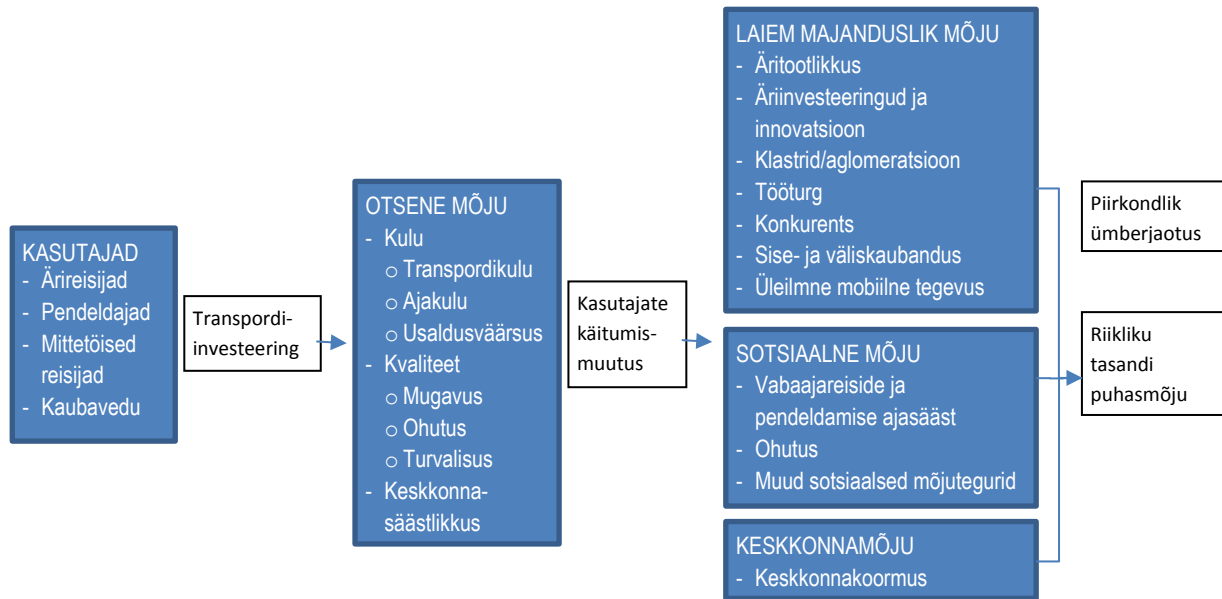 KASUTAJAD
- Ärireisijad
- Pendeldajad
- Mittetöised
reisijad
- Kaubavedu
Transpordi-
investeering
OTSENE MÕJU
- Kulu
o Transpordikulu
o Ajakulu
o Usaldusväärsus
- Kvaliteet
o Mugavus
o Ohutus
o Turvalisus
- Keskkonna-
säästlikkus
Kasutajate
käitumis-
muutus
LAIEM MAJANDUSLIK MÕJU
- Äritootlikkus
- Äriinvesteeringud ja
innovatsioon
- Klastrid/aglomeratsioon
- Tööturg
- Konkurents
- Sise- ja väliskaubandus
- Üleilmne mobiilne tegevus
SOTSIAALNE MÕJU
- Vabaajareiside ja
pendeldamise ajasääst
- Ohutus
- Muud sotsiaalsed mõjutegurid
KESKKONNAMÕJU
- Keskkonnakoormus
Piirkondlik
ümberjaotus
Riikliku
tasandi
puhasmõju